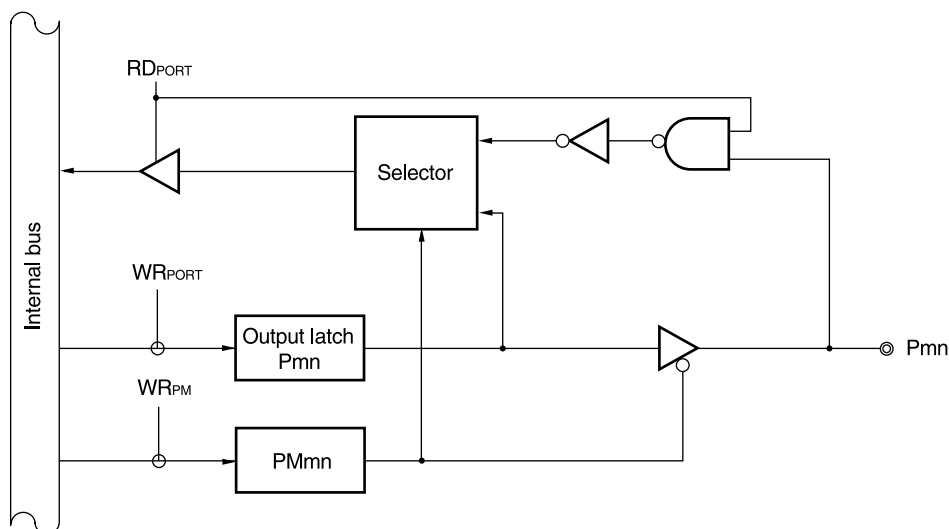 RDPORT
Selector
Internal bus
WRPORT
Output latch
Pmn
Pmn
WRPM
PMmn